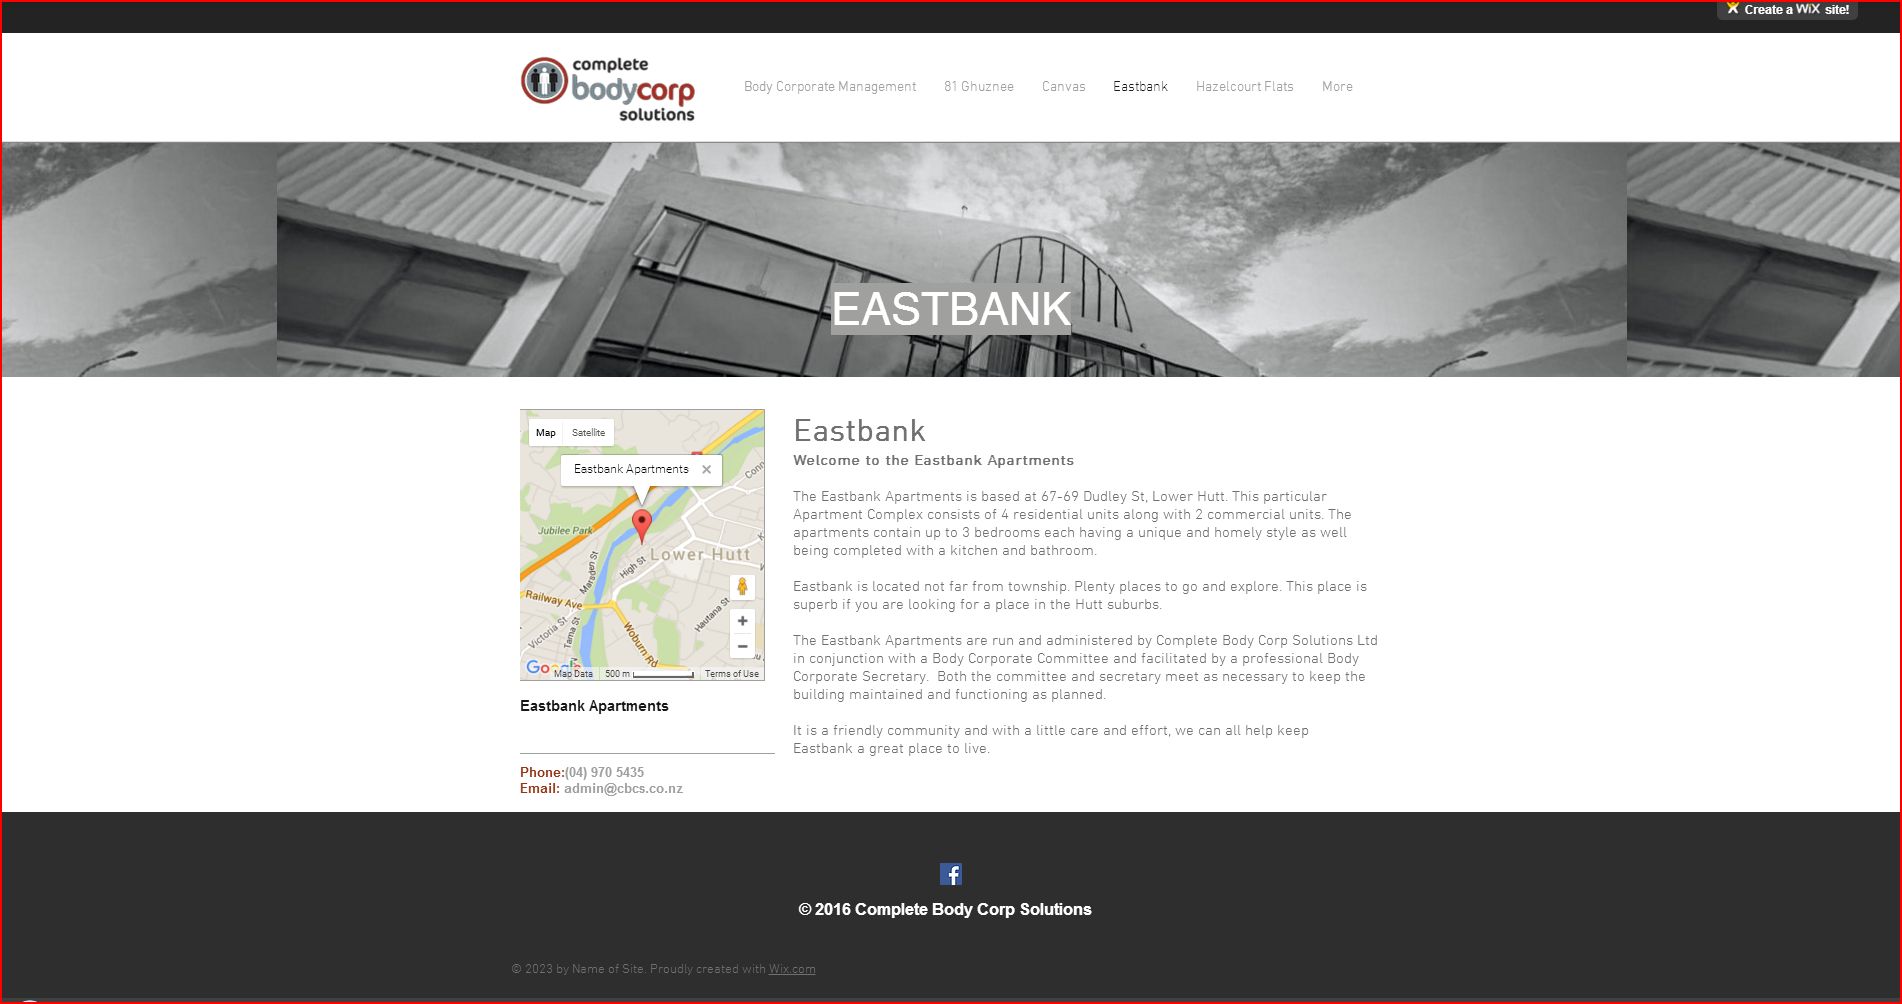 Create a WiX site!
complete
bodycorp
solutions
Body Corporate Management 81 Ghuznee Canvas Eastbank Hazelcourt Flats More
EASTBANK
Map Satellite
Eastbank Apartments
Conn
Jubilee Park
Lower Hutt
High St
Marsden St
Railway Ave
Hautana St
Victoria St
Tama St
Woburn Rd
Google
Map Data 500 m Terms of Use
Eastbank Apartments
Phone:(04) 970 5435
Email: admin@cbcs.co.nz
Eastbank
Welcome to the Eastbank Apartments
The Eastbank Apartments is based at 67-69 Dudley St, Lower Hutt. This particular
Apartment Complex consists of 4 residential units along with 2 commercial units. The
apartments contain up to 3 bedrooms each having a unique and homely style as well
being completed with a kitchen and bathroom.
Eastbank is located not far from township. Plenty places to go and explore. This place is
superb if you are looking for a place in the Hutt suburbs.
The Eastbank Apartments are run and administered by Complete Body Corp Solutions Ltd
in conjunction with a Body Corporate Committee and facilitated by a professional Body
Corporate Secretary.  Both the committee and secretary meet as necessary to keep the
building maintained and functioning as planned.
It is a friendly community and with a little care and effort, we can all help keep
Eastbank a great place to live.
© 2016 Complete Body Corp Solutions
© 2023 by Name of Site. Proudly created with Wix.com